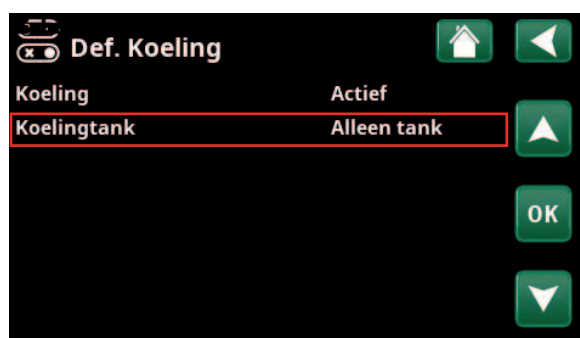 Def. Koeling
Koeling Actief
Koelingtank Alleen tank
OK